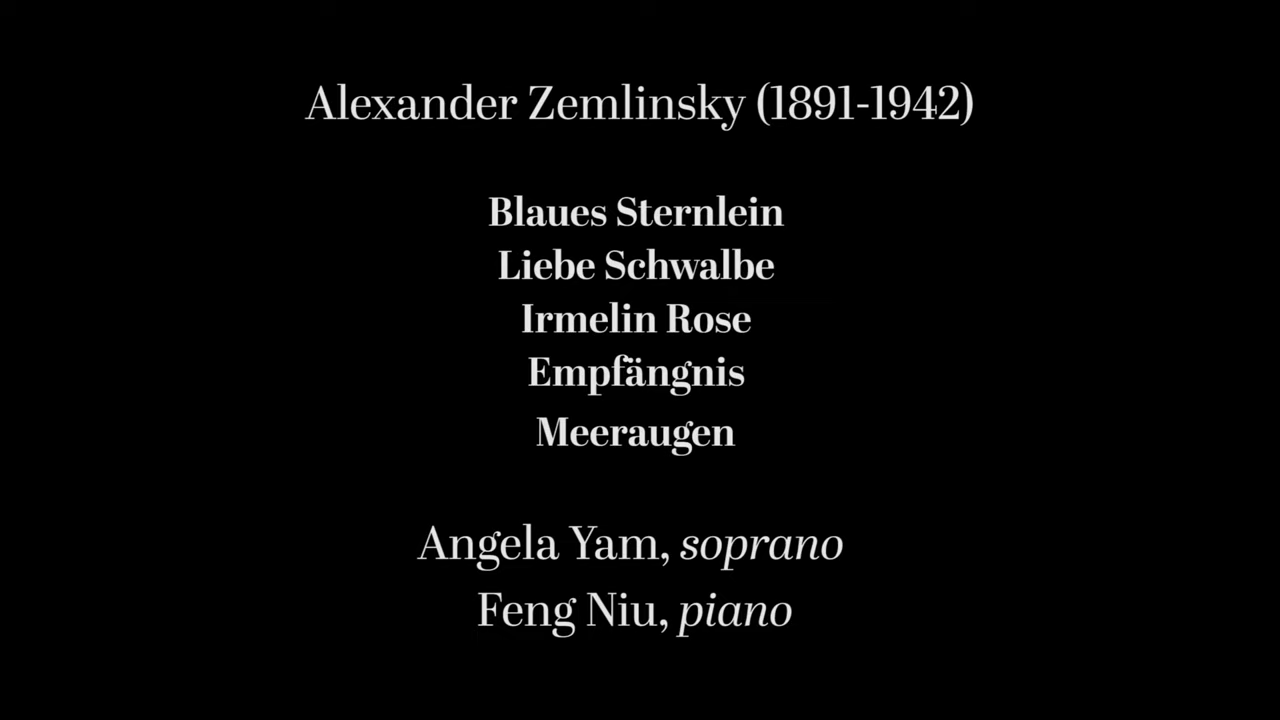 Alexander Zemlinsky (1891-1942)
Blaues Sternlein
Liebe Schwalbe
Irmelin Rose
Empfängnis
Meeraugen
Angela Yam, soprano
Feng Niu, piano